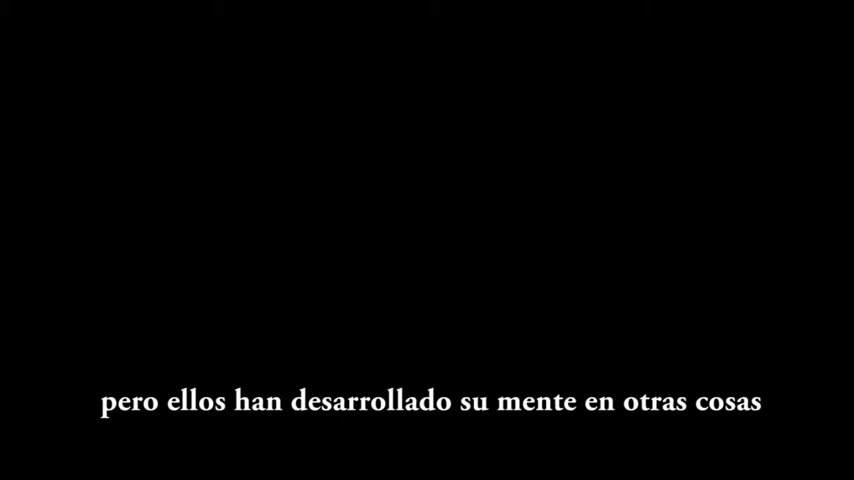 pero ellos han desarrollado su mente en otras cosas